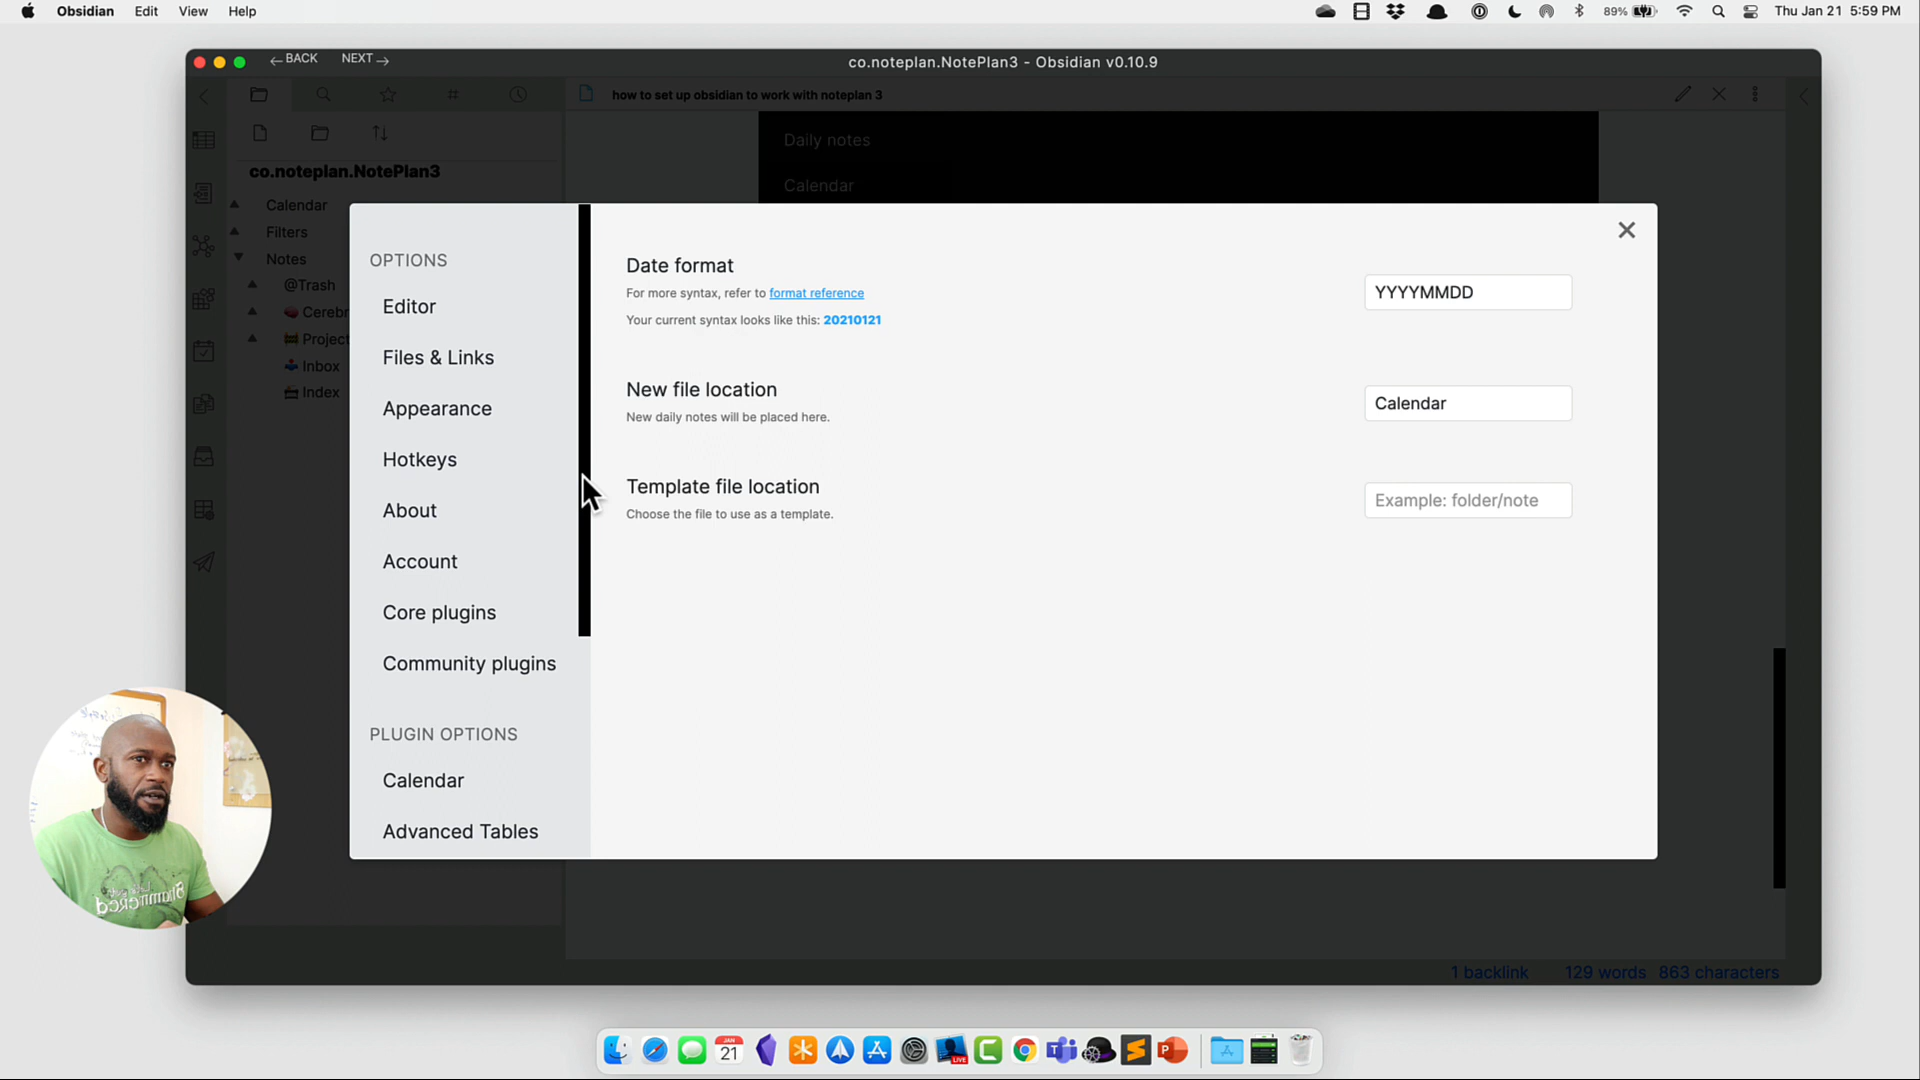 Obsidian Edit View Help
89% Thu Jan 21 5:59 PM
BACK NEXT
co.noteplan.NotePlan3 - Obsidian v0.10.9
how to set up obsidian to work with noteplan 3
co.noteplan.NotePlan3
Calendar
Filters
Notes
@Trash
Cerebr
Project
Inbox
Index
Daily notes
Calendar
OPTIONS
Editor
Files & Links
Appearance
Hotkeys
About
Account
Core plugins
Community plugins
PLUGIN OPTIONS
Calendar
Advanced Tables
Date format
For more syntax, refer to format reference
Your current syntax looks like this: 20210121
YYYYMMDD
New file location
New daily notes will be placed here.
Calendar
Template file location
Choose the file to use as a template.
Example: folder/note
1 backlink 129 words 863 characters
JAN
21
LIVE